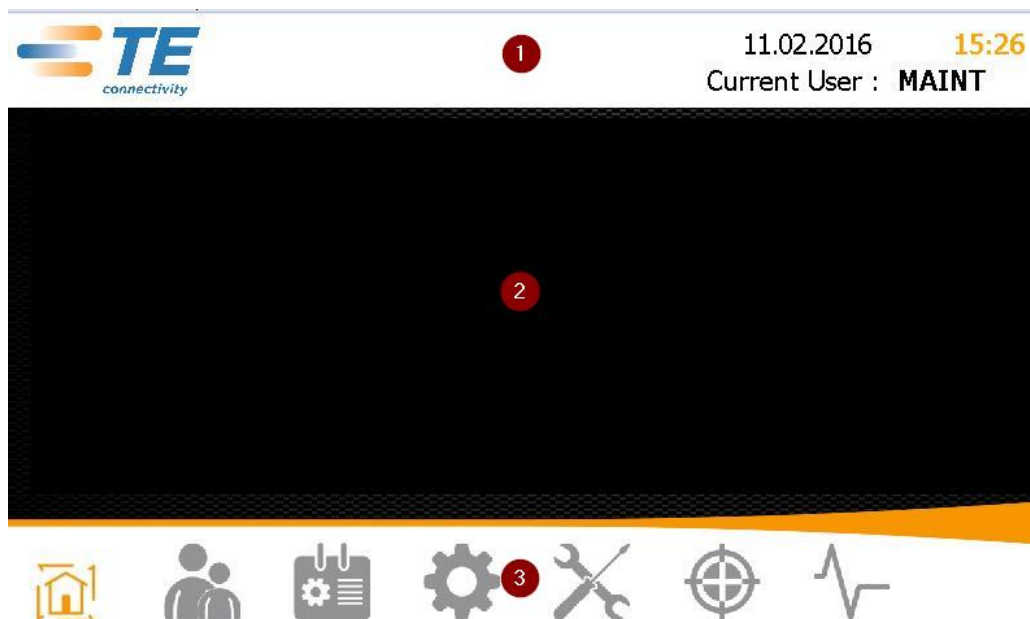 TE
connectivity
1
11.02.2016 15:26
Current User : MAINT
2
3